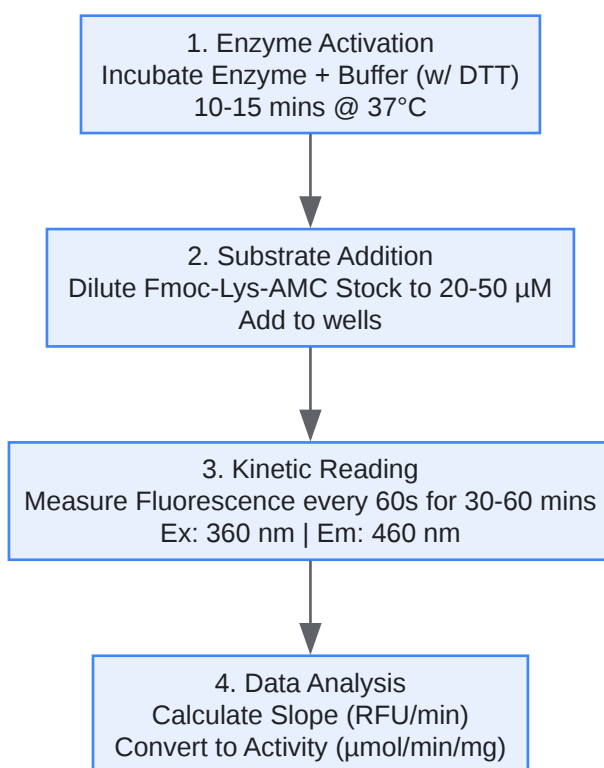 1. Enzyme Activation
Incubate Enzyme + Buffer (w/ DTT)
10-15 mins @ 37°C
2. Substrate Addition
Dilute Fmoc-Lys-AMC Stock to 20-50 µM
Add to wells
3. Kinetic Reading
Measure Fluorescence every 60s for 30-60 mins
Ex: 360 nm | Em: 460 nm
4. Data Analysis
Calculate Slope (RFU/min)
Convert to Activity (µmol/min/mg)